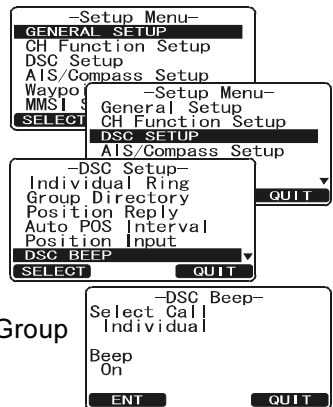 -Setup Menu-
GENERAL SETUP
CH Function Setup
DSC Setup
AIS/Compass Setup
Waypo
MMSI S
SELECT
-Setup Menu-
General Setup
CH Function Setup
DSC SETUP
AIS/Compass Setup
QUIT
-DSC Setup-
Individual Ring
Group Directory
Position Reply
Auto POS Interval
Position Input
DSC BEEP
SELECT QUIT
Group
-DSC Beep-
Select Call
Individual
Beep
On
ENT QUIT